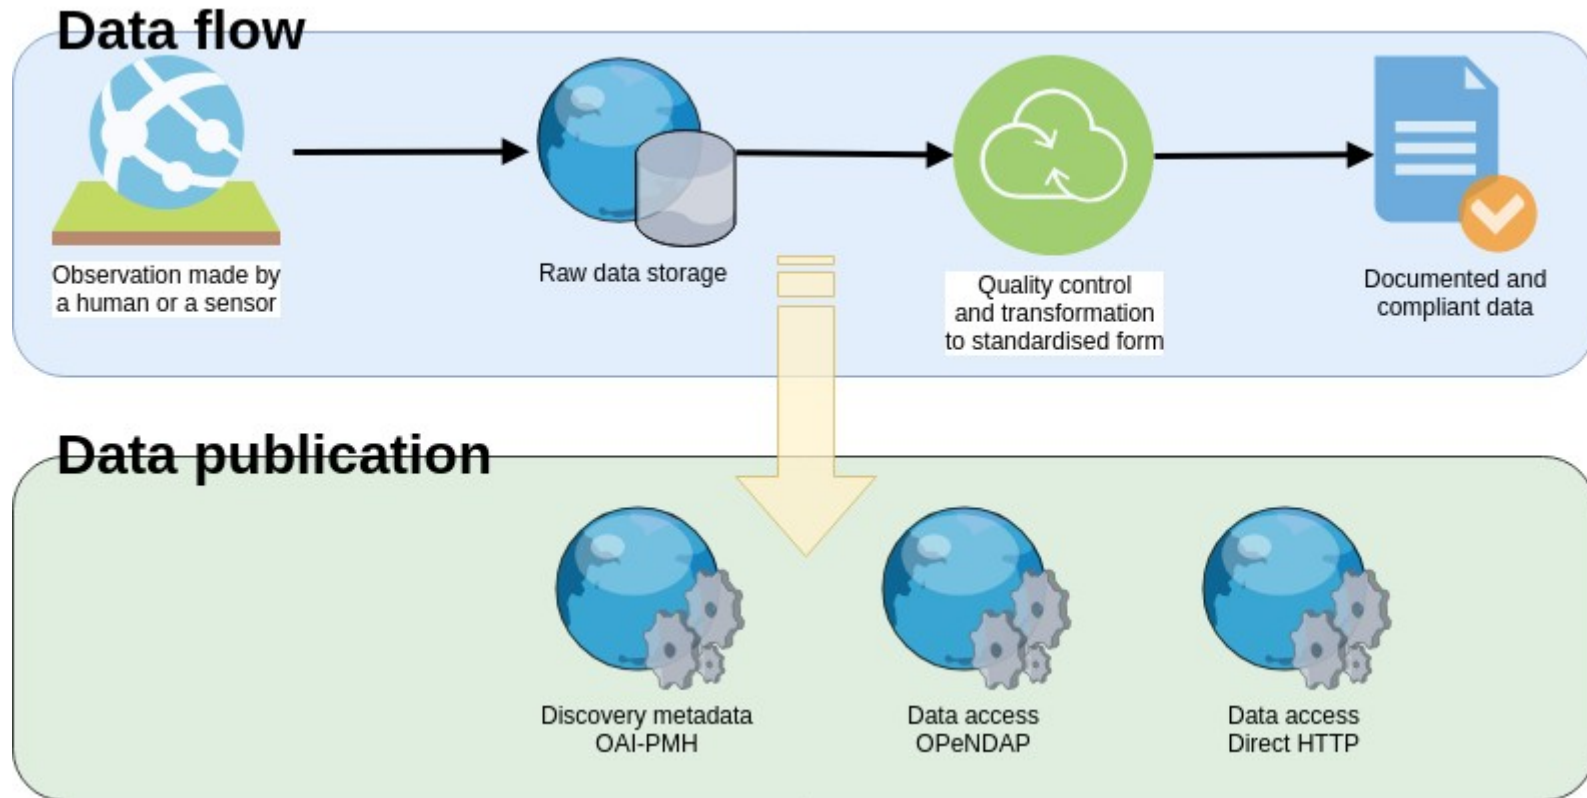 Data flow
Observation made by
a human or a sensor
Raw data storage
Quality control
and transformation
to standardised form
Documented and
compliant data
Data publication
Discovery metadata
OAI-PMH
Data access
OPeNDAP
Data access
Direct HTTP